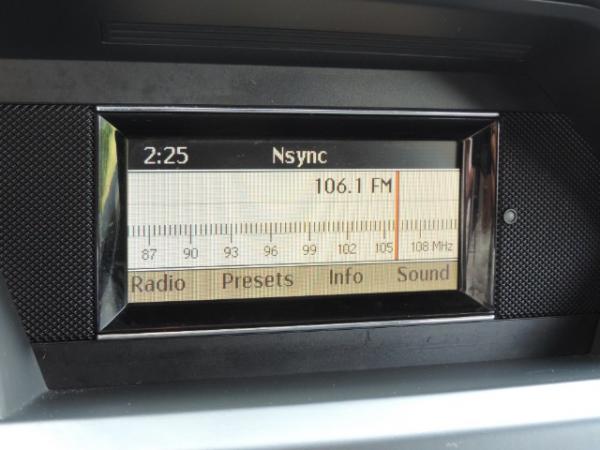 2:25 Nsync
106.1 FM
87 90 93 96 99 102 105 108 MHz
Radio Presets Info Sound